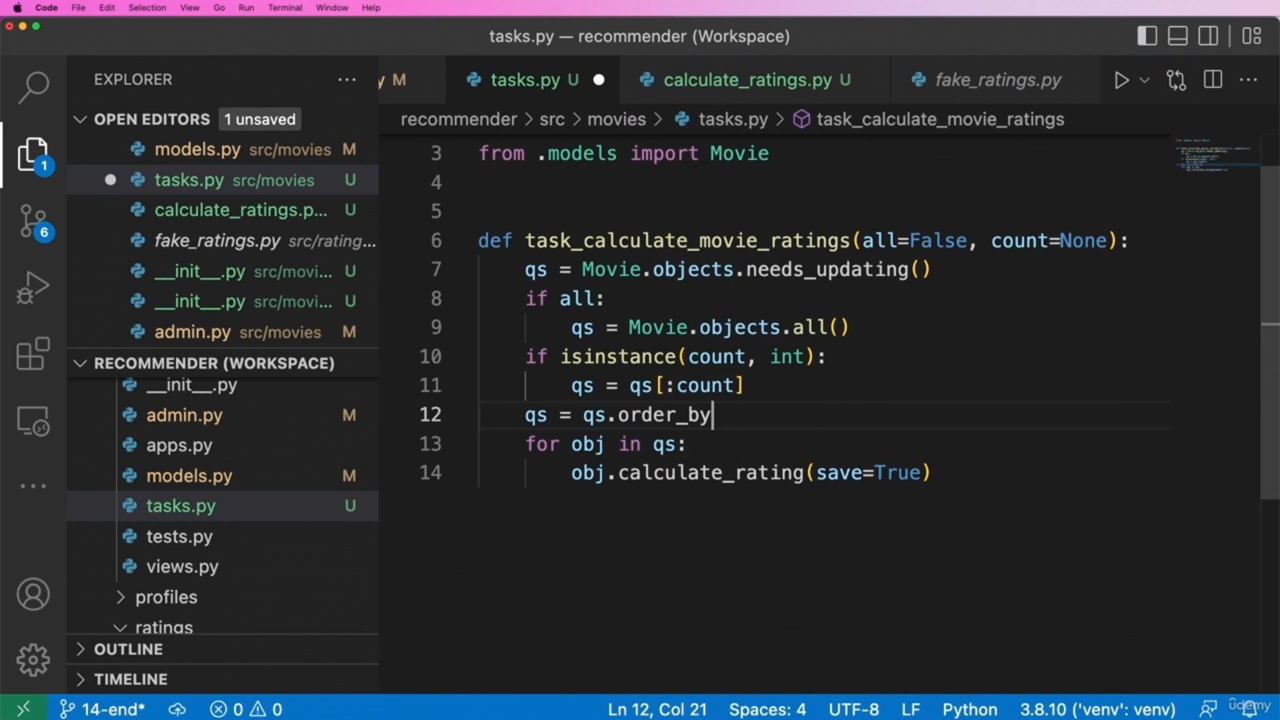 Code File Edit Selection View Go Run Terminal Window Help
tasks.py — recommender (Workspace)
EXPLORER ...
y M tasks.py U calculate_ratings.py U fake_ratings.py
OPEN EDITORS 1 unsaved
recommender > src > movies > tasks.py > task_calculate_movie_ratings
models.py src/movies M
tasks.py src/movies U
calculate_ratings.p... U
fake_ratings.py src/rating...
__init__.py src/movi... U
__init__.py src/movi... U
admin.py src/movies M
RECOMMENDER (WORKSPACE)
__init__.py
admin.py M
apps.py
models.py M
tasks.py U
tests.py
views.py
profiles
ratings
OUTLINE
TIMELINE
1
6
3 from .models import Movie
4
5
6 def task_calculate_movie_ratings(all=False, count=None):
7 qs = Movie.objects.needs_updating()
8 if all:
9 qs = Movie.objects.all()
10 if isinstance(count, int):
11 qs = qs[:count]
12 qs = qs.order_by
13 for obj in qs:
14 obj.calculate_rating(save=True)
14-end* 0 0 Ln 12, Col 21 Spaces: 4 UTF-8 LF Python 3.8.10 ('venv': venv)
udemy